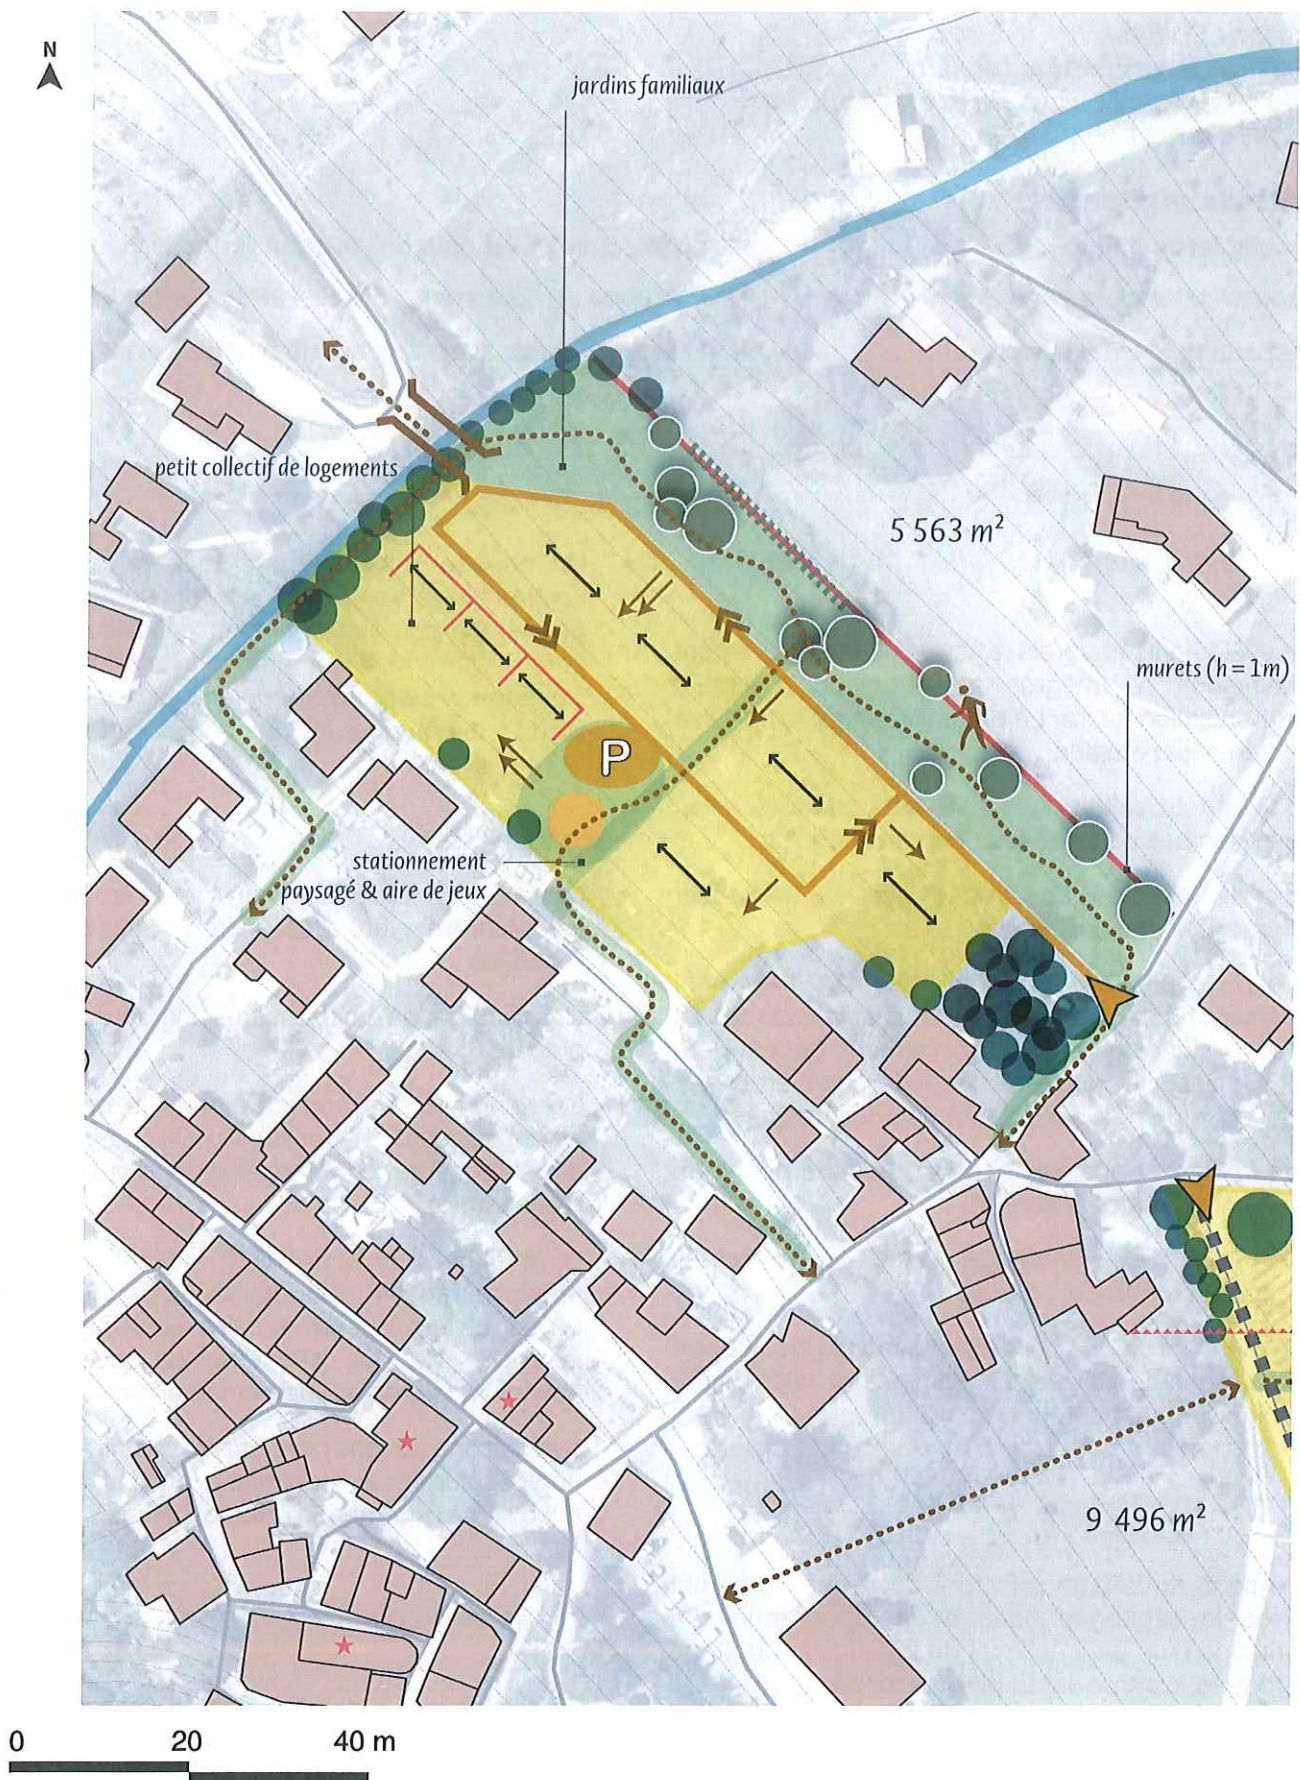 N
jardins familiaux
petit collectif de logements
5 563 m²
murets (h = 1m)
P
stationnement
paysagé & aire de jeux
9 496 m²
0 20 40 m